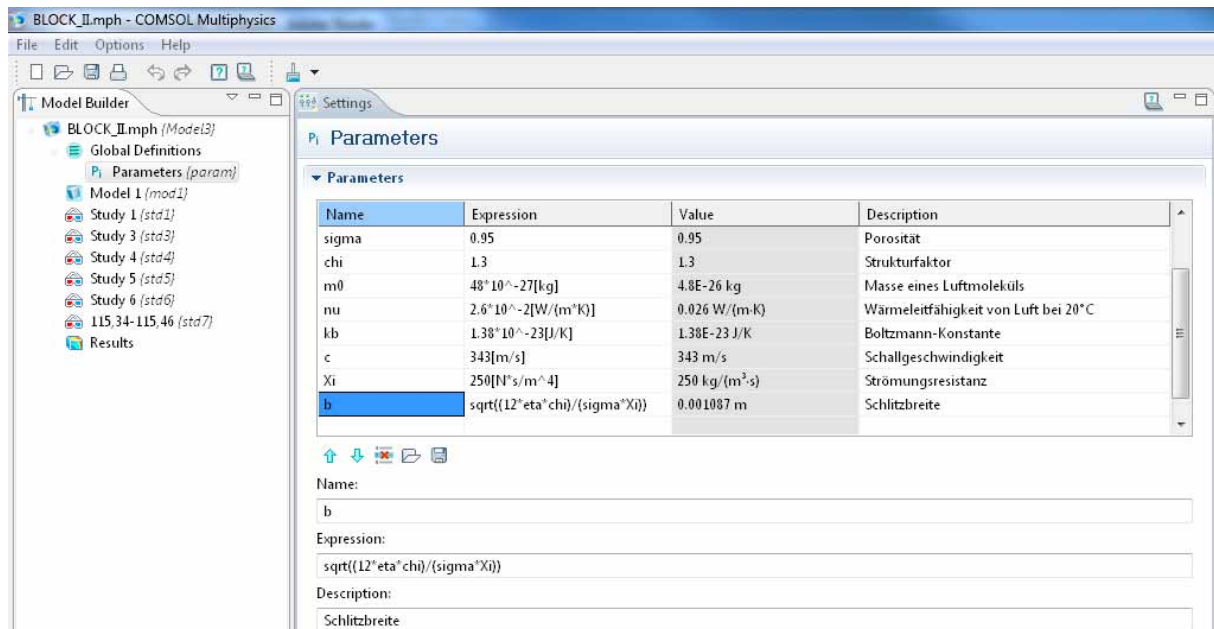 BLOCK_II.mph - COMSOL Multiphysics
File Edit Options Help
Model Builder
BLOCK_II.mph (Model3)
Global Definitions
Pi Parameters (param)
Model 1 (mod1)
Study 1 (std1)
Study 3 (std3)
Study 4 (std4)
Study 5 (std5)
Study 6 (std6)
115,34-115,46 (std7)
Results
Settings
Pi Parameters
Parameters
Name Expression Value Description
sigma 0.95 0.95 Porosität
chi 1.3 1.3 Strukturfaktor
m0 48*10^-27[kg] 4.8E-26 kg Masse eines Luftmoleküls
nu 2.6*10^-2[W/(m*K)] 0.026 W/(m·K) Wärmeleitfähigkeit von Luft bei 20°C
kb 1.38*10^-23[J/K] 1.38E-23 J/K Boltzmann-Konstante
c 343[m/s] 343 m/s Schallgeschwindigkeit
Xi 250[N*s/m^4] 250 kg/(m³·s) Strömungsresistanz
b sqrt((12*eta*chi)/(sigma*Xi)) 0.001087 m Schlitzbreite
Name:
b
Expression:
sqrt((12*eta*chi)/(sigma*Xi))
Description:
Schlitzbreite